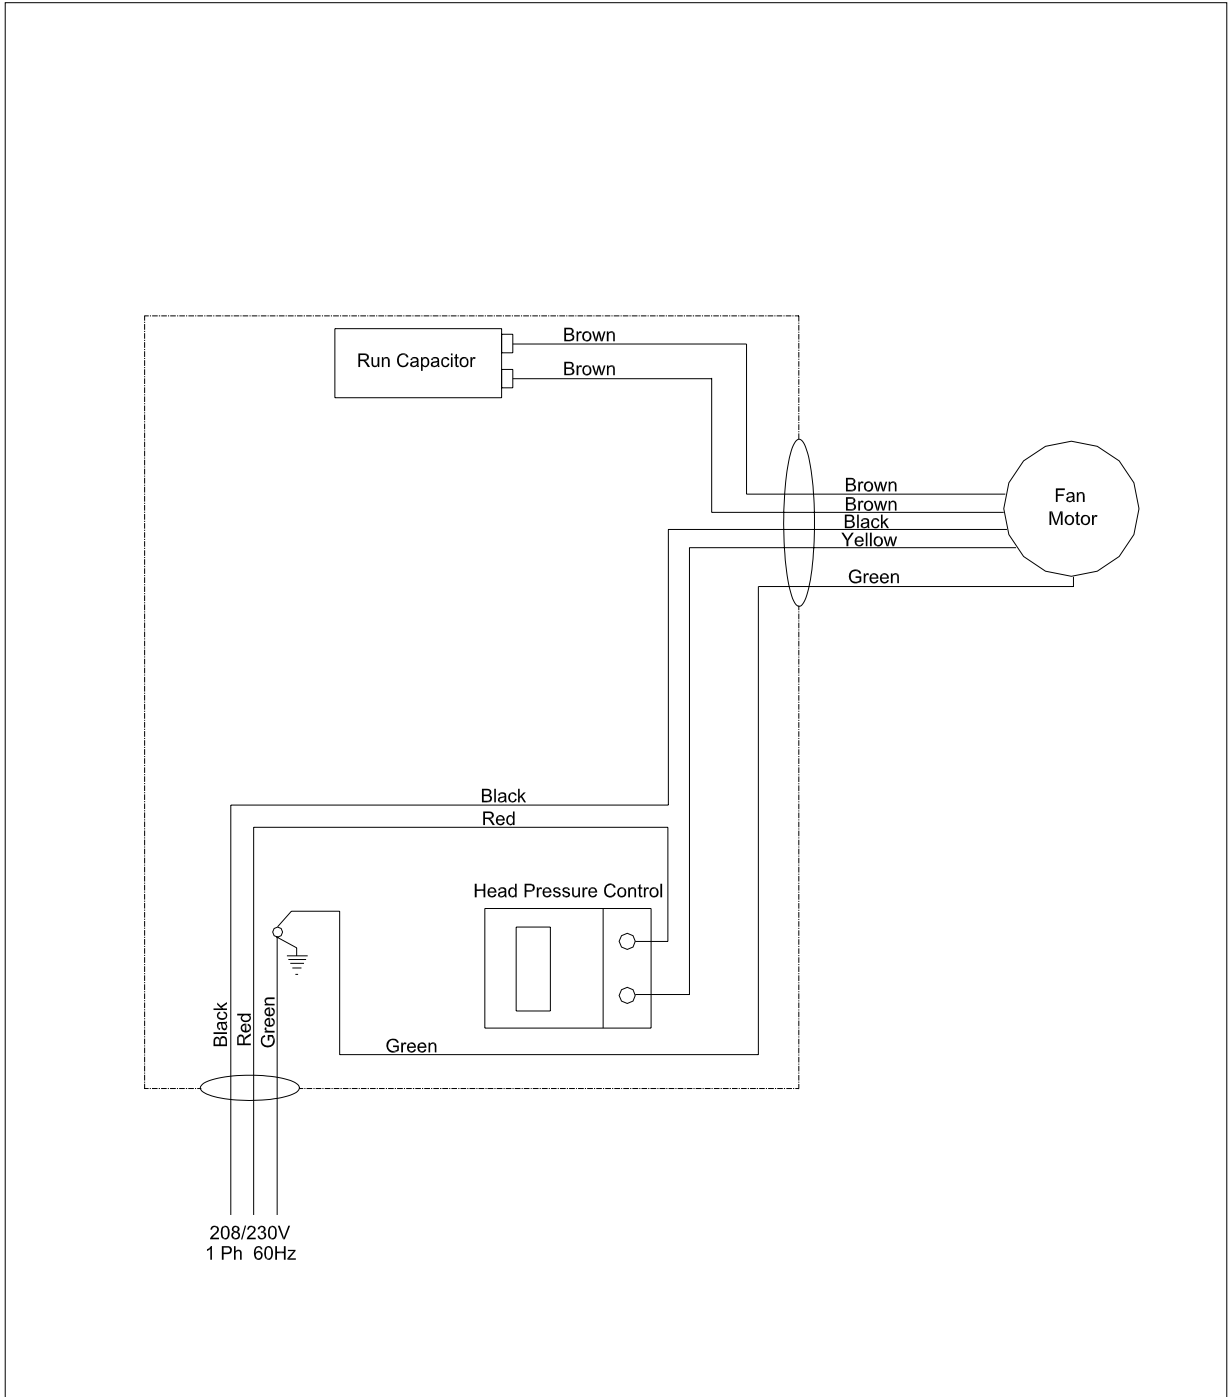 Brown
Run Capacitor
Brown
Brown
Brown
Black
Yellow
Green
Fan
Motor
Black
Red
Head Pressure Control
Black
Red
Green
Green
208/230V
1 Ph 60Hz